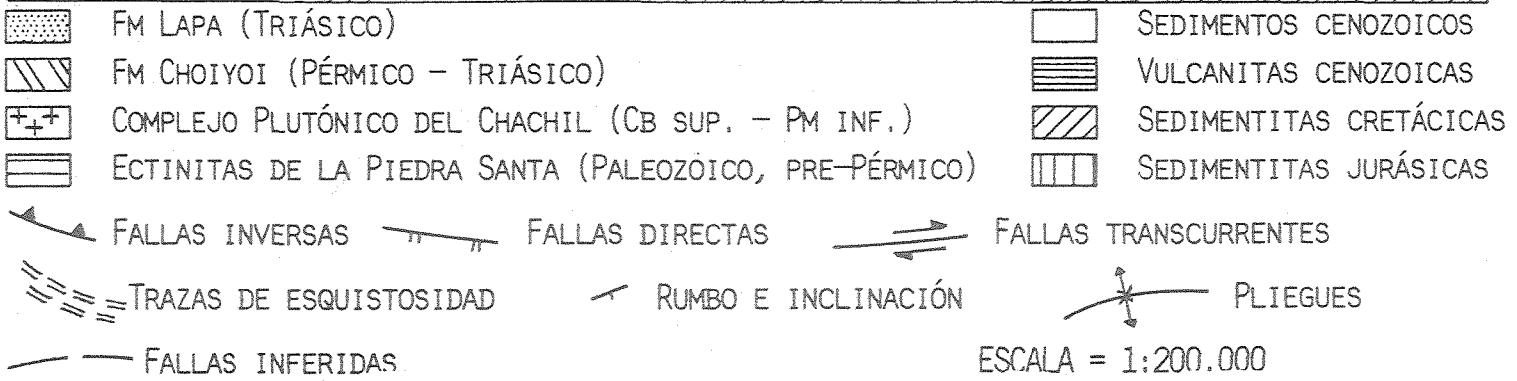 FM LAPA (TRIÁSICO)
FM CHOIYOI (PÉRMICO – TRIÁSICO)
COMPLEJO PLUTÓNICO DEL CHACHIL (CB SUP. – PM INF.)
ECTINITAS DE LA PIEDRA SANTA (PALEOZÓICO, PRE-PÉRMICO)
SEDIMENTOS CENOZOICOS
VULCANITAS CENOZOICAS
SEDIMENTITAS CRETÁCICAS
SEDIMENTITAS JURÁSICAS
FALLAS INVERSAS
FALLAS DIRECTAS
FALLAS TRANSCURRENTES
TRAZAS DE ESQUISTOSIDAD
RUMBO E INCLINACIÓN
PLIEGUES
FALLAS INFERIDAS
ESCALA = 1:200.000